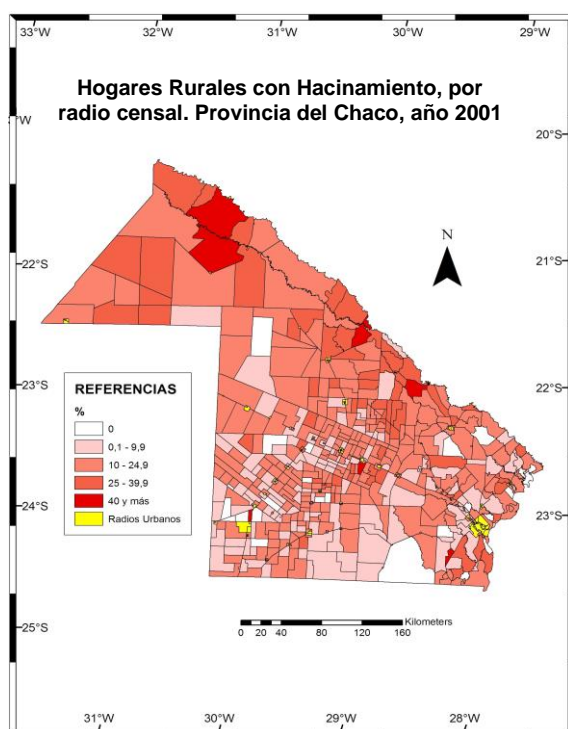 33°W 32°W 31°W 30°W 29°W
Hogares Rurales con Hacinamiento, por
radio censal. Provincia del Chaco, año 2001
20°S
N
22°S
21°S
23°S
22°S
REFERENCIAS
%
0
0,1 - 9,9
10 - 24,9
25 - 39,9
40 y más
Radios Urbanos
24°S
23°S
Kilometers
0 10 20 40 80 120 160
25°S
31°W 30°W 29°W 28°W